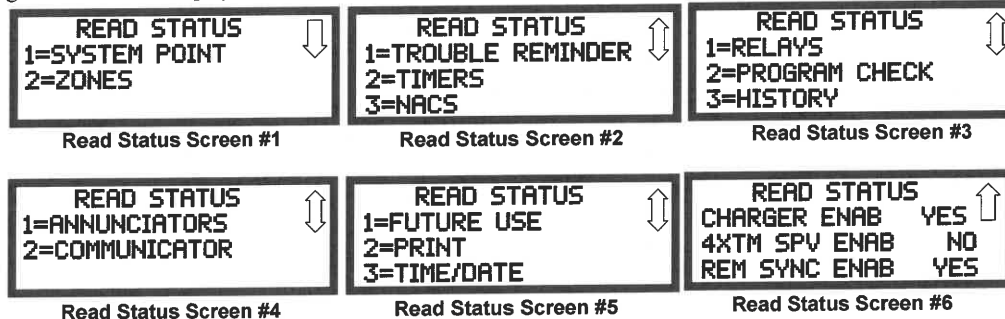 READ STATUS
1=SYSTEM POINT
2=ZONES
Read Status Screen #1
READ STATUS
1=TROUBLE REMINDER
2=TIMERS
3=NACS
Read Status Screen #2
READ STATUS
1=RELAYS
2=PROGRAM CHECK
3=HISTORY
Read Status Screen #3
READ STATUS
1=ANNUNCIATORS
2=COMMUNICATOR
Read Status Screen #4
READ STATUS
1=FUTURE USE
2=PRINT
3=TIME/DATE
Read Status Screen #5
READ STATUS
CHARGER ENAB YES
4XTM SPV ENAB NO
REM SYNC ENAB YES
Read Status Screen #6